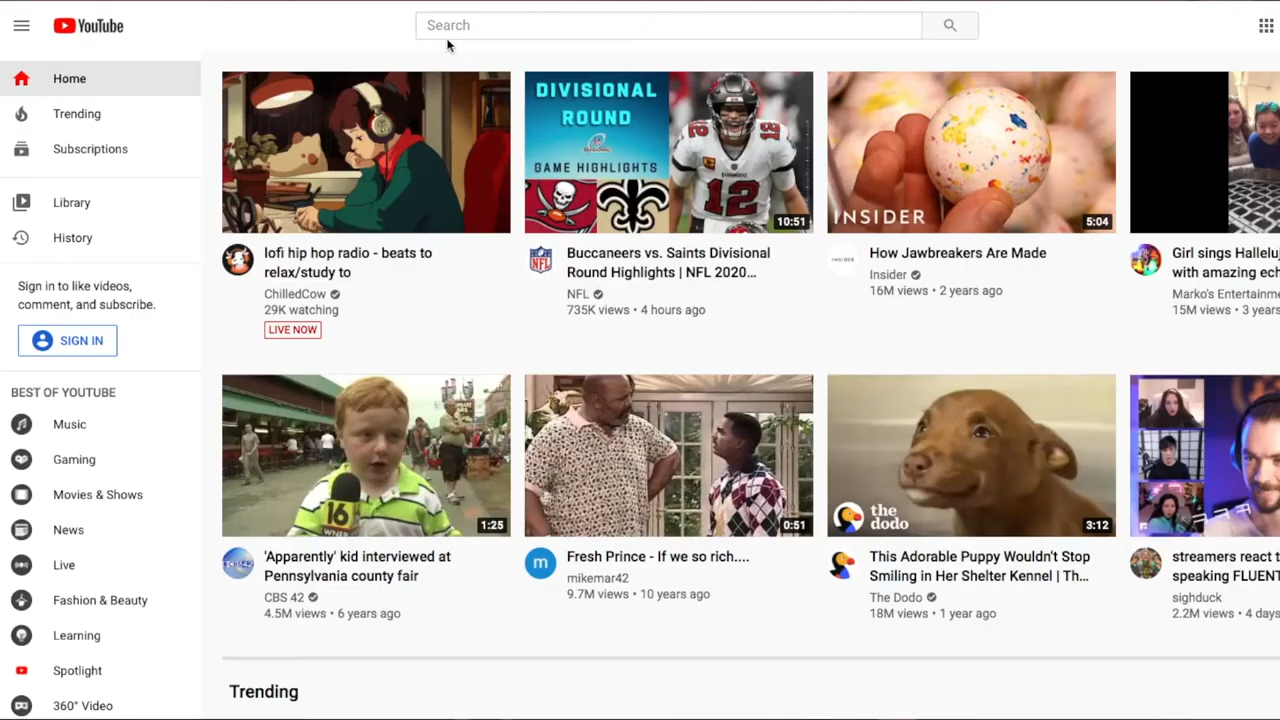 YouTube
Search
Home
Trending
Subscriptions
Library
History
Sign in to like videos,
comment, and subscribe.
SIGN IN
BEST OF YOUTUBE
Music
Gaming
Movies & Shows
News
Live
Fashion & Beauty
Learning
Spotlight
360° Video
lofi hip hop radio - beats to
relax/study to
ChilledCow
29K watching
LIVE NOW
DIVISIONAL
ROUND
GAME HIGHLIGHTS
12
10:51
NFL
Buccaneers vs. Saints Divisional
Round Highlights | NFL 2020...
NFL
735K views • 4 hours ago
INSIDER
5:04
INSIDER
How Jawbreakers Are Made
Insider
16M views • 2 years ago
Girl sings Halleluj
with amazing ech
Marko's Entertainme
15M views • 3 years
16
1:25
CBS42
'Apparently' kid interviewed at
Pennsylvania county fair
CBS 42
4.5M views • 6 years ago
0:51
m
Fresh Prince - If we so rich....
mikemar42
9.7M views • 10 years ago
the
dodo
3:12
This Adorable Puppy Wouldn't Stop
Smiling in Her Shelter Kennel | Th...
The Dodo
18M views • 1 year ago
streamers react t
speaking FLUENT
sighduck
2.2M views • 4 days
Trending